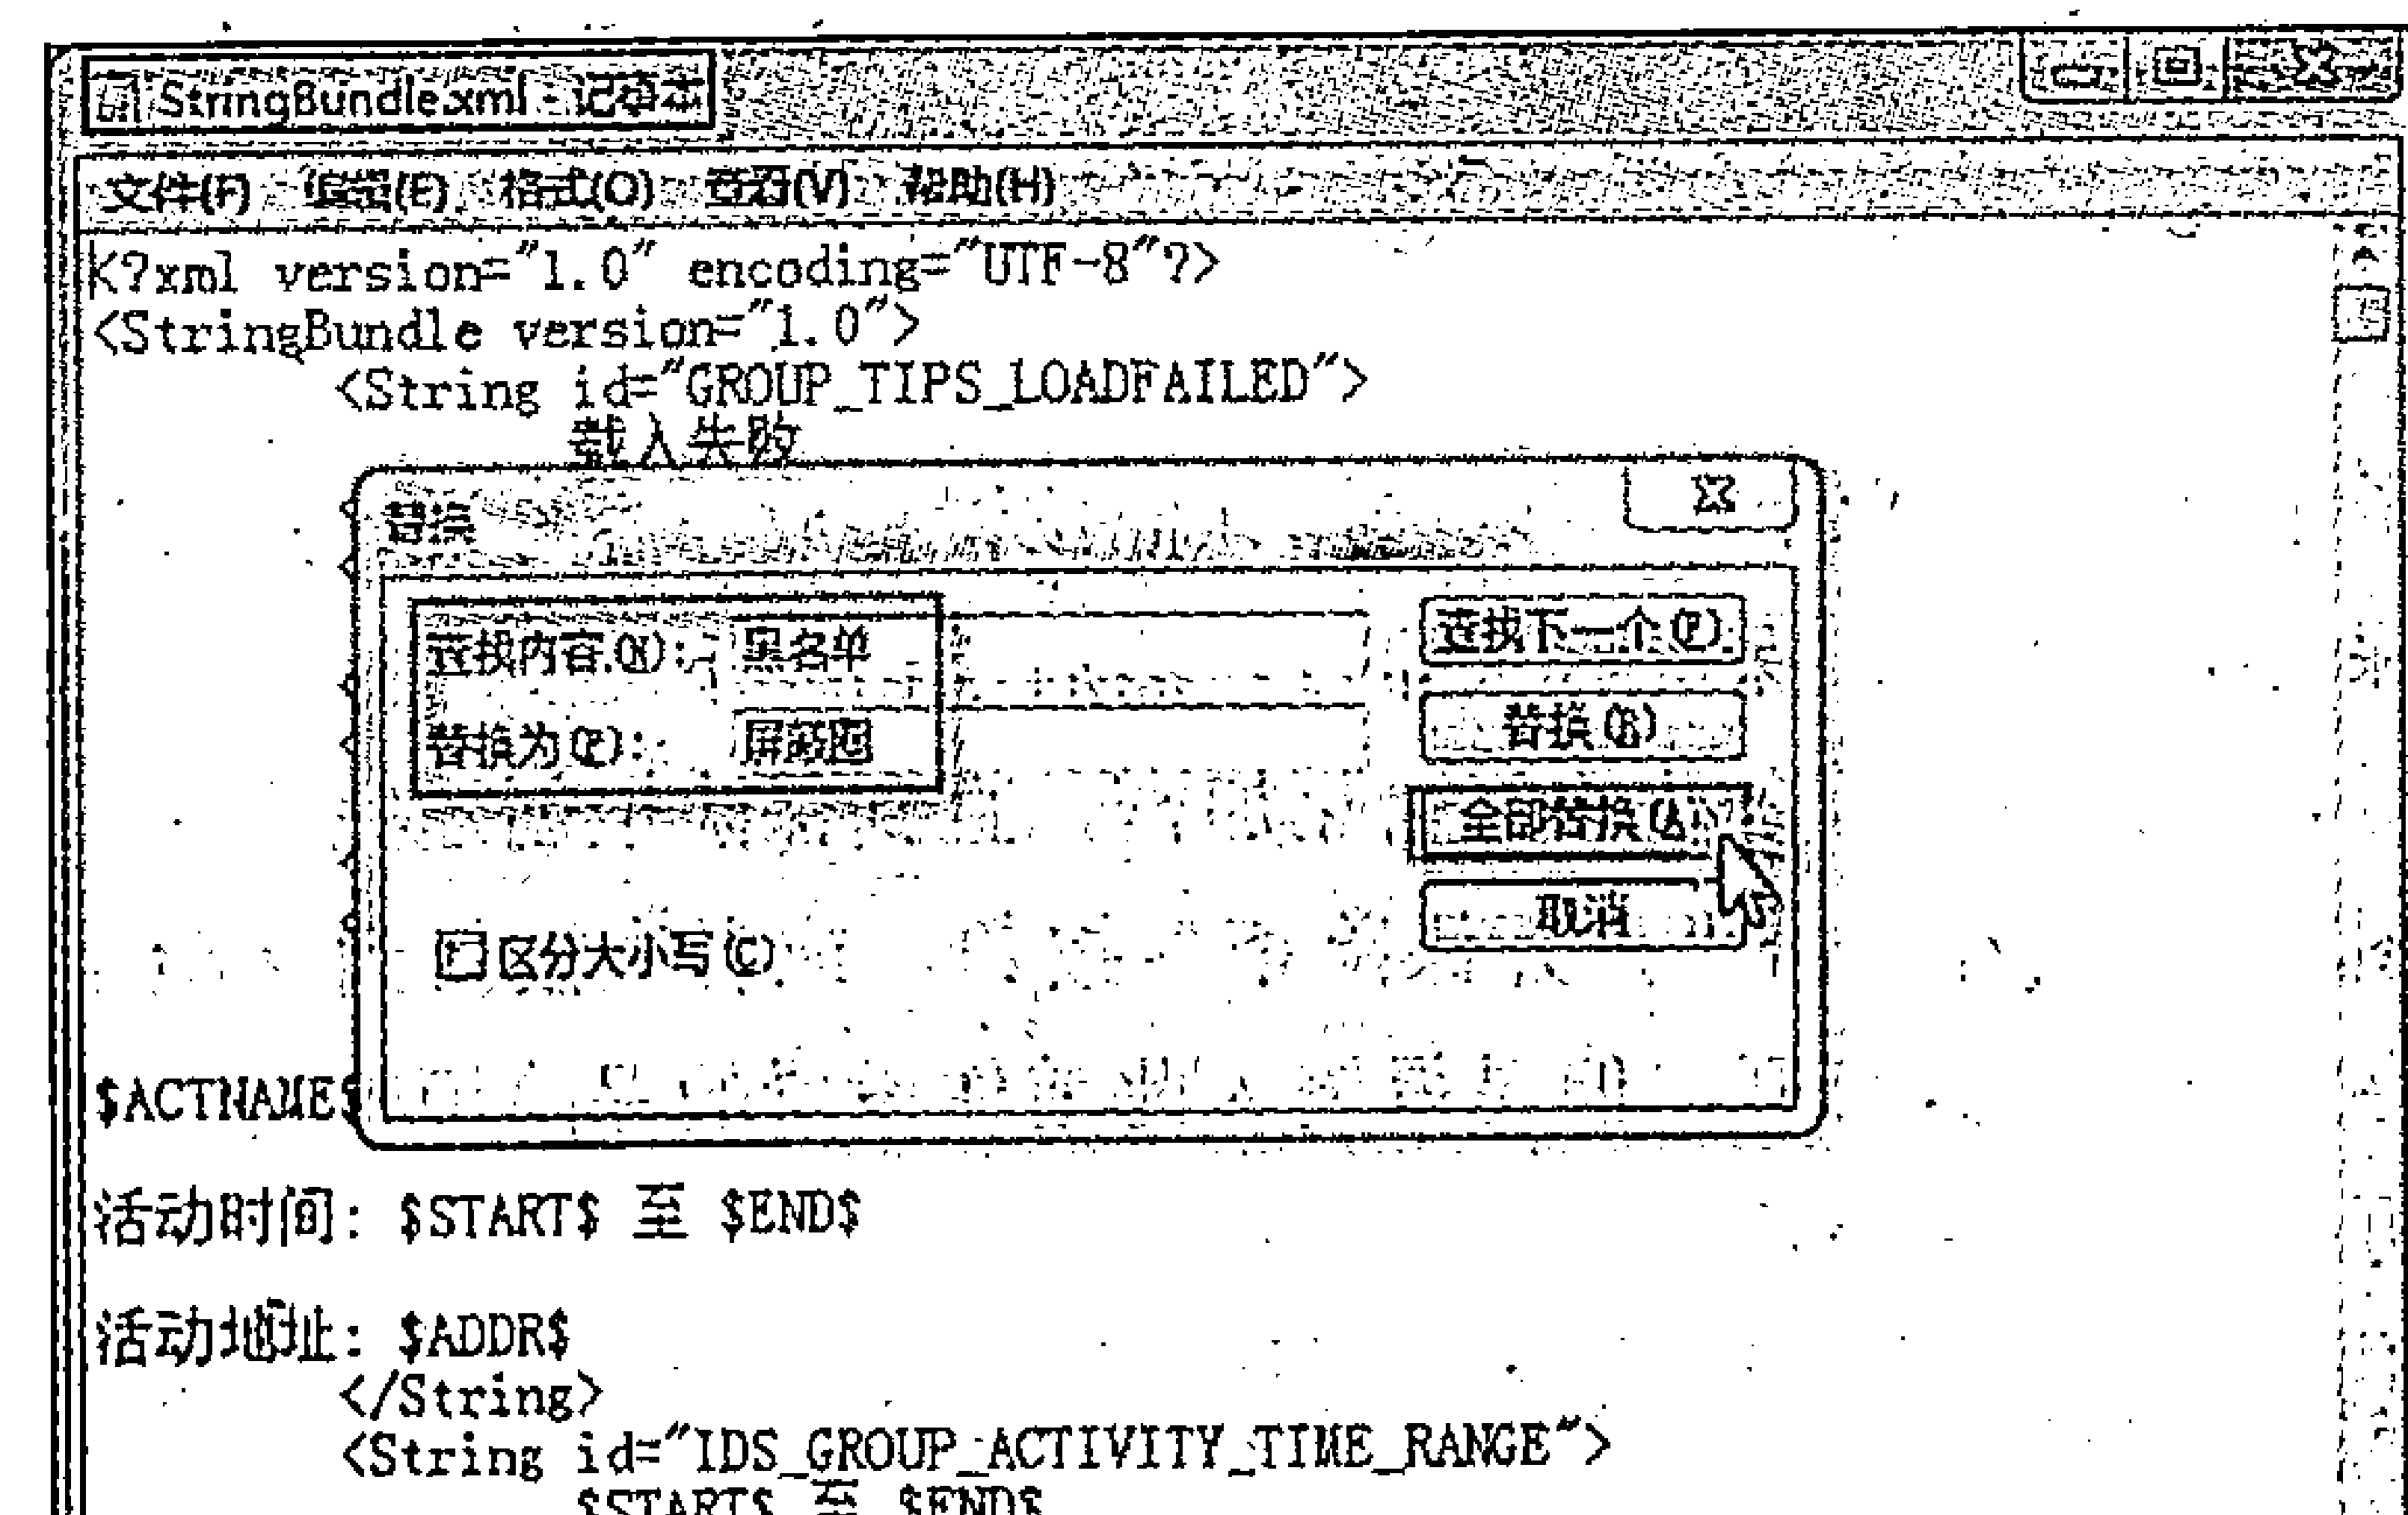 StringBundle.xml - 记事本
文件(F) 编辑(E) 格式(O) 查看(V) 帮助(H)
<?xml version="1.0" encoding="UTF-8"?>
<StringBundle version="1.0">
<String id="GROUP_TIPS_LOADFAILED">
载入失败
替换
查找内容(N): 黑名单
查找下一个(F)
替换为(P): 屏蔽圈
替换(R)
全部替换(A)
取消
区分大小写(C)
$ACTNAME$
活动时间: $START$ 至 $END$
活动地址: $ADDR$
</String>
<String id="IDS_GROUP_ACTIVITY_TIME_RANGE">
$START$ 至 $END$